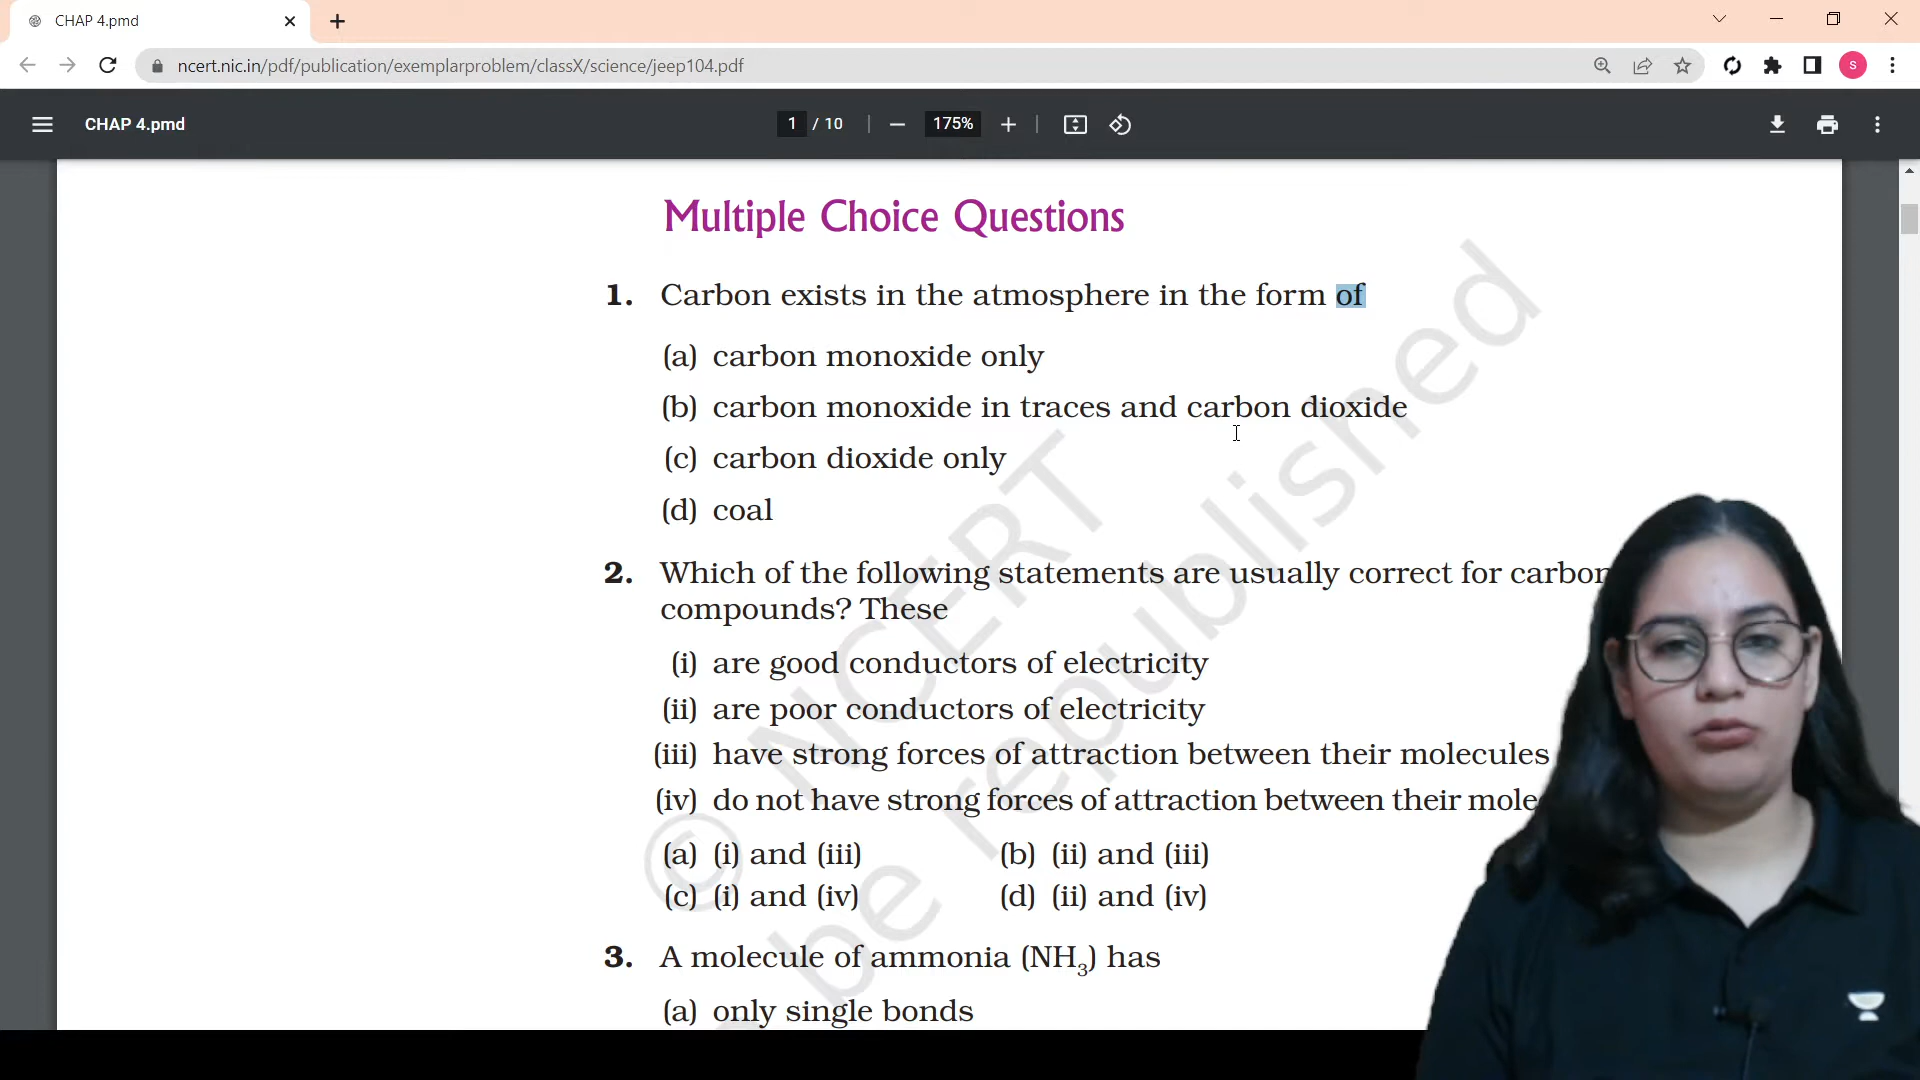 CHAP 4.pmd
ncert.nic.in/pdf/publication/exemplarproblem/classX/science/jeep104.pdf
S
CHAP 4.pmd
1 / 10
175%
Multiple Choice Questions
1. Carbon exists in the atmosphere in the form of
(a) carbon monoxide only
(b) carbon monoxide in traces and carbon dioxide
(c) carbon dioxide only
(d) coal
2. Which of the following statements are usually correct for carbon
compounds? These
(i) are good conductors of electricity
(ii) are poor conductors of electricity
(iii) have strong forces of attraction between their molecules
(iv) do not have strong forces of attraction between their mole
(a) (i) and (iii) (b) (ii) and (iii)
(c) (i) and (iv) (d) (ii) and (iv)
3. A molecule of ammonia (NH3) has
(a) only single bonds
© NCERT
be republished